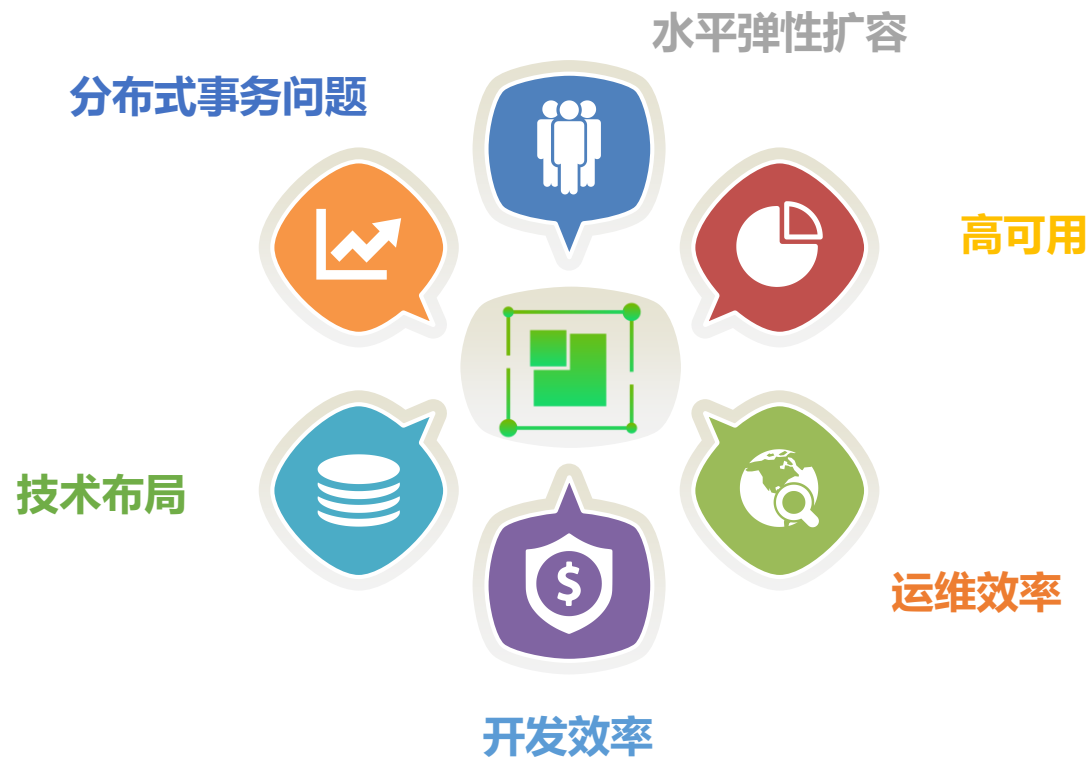 水平弹性扩容
分布式事务问题
高可用
技术布局
运维效率
$
开发效率